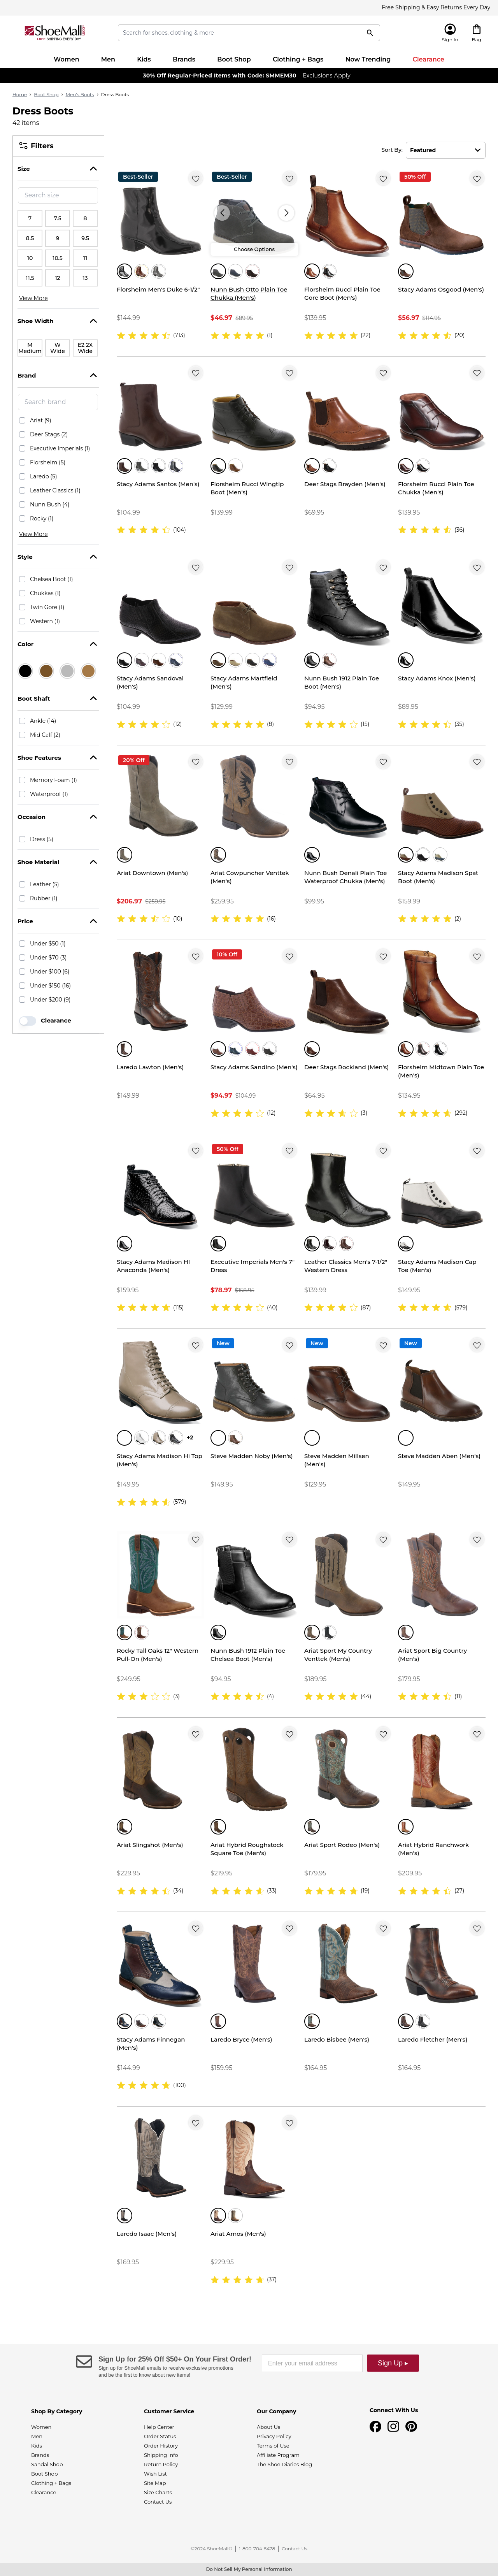 Free Shipping & Easy Returns Every Day
ShoeMall
FREE SHIPPING EVERY DAY
Search for shoes, clothing & more
Sign In
Bag
Women
Men
Kids
Brands
Boot Shop
Clothing + Bags
Now Trending
Clearance
30% Off Regular-Priced Items with Code: SMMEM30 Exclusions Apply
Home
Boot Shop
Men's Boots
Dress Boots
Dress Boots
42 items
Filters
Sort By:
Featured
Size
Search size
7
7.5
8
8.5
9
9.5
10
10.5
11
11.5
12
13
View More
Shoe Width
M Medium
W Wide
E2 2X Wide
Brand
Search brand
Ariat (9)
Deer Stags (2)
Executive Imperials (1)
Florsheim (5)
Laredo (5)
Leather Classics (1)
Nunn Bush (4)
Rocky (1)
View More
Style
Chelsea Boot (1)
Chukkas (1)
Twin Gore (1)
Western (1)
Color
Boot Shaft
Ankle (14)
Mid Calf (2)
Shoe Features
Memory Foam (1)
Waterproof (1)
Occasion
Dress (5)
Shoe Material
Leather (5)
Rubber (1)
Price
Under $50 (1)
Under $70 (3)
Under $100 (6)
Under $150 (16)
Under $200 (9)
Clearance
Best-Seller
Florsheim Men's Duke 6-1/2"
$144.99
(713)
Best-Seller
Choose Options
Nunn Bush Otto Plain Toe Chukka (Men's)
$46.97 $89.95
(1)
Florsheim Rucci Plain Toe Gore Boot (Men's)
$139.95
(22)
50% Off
Stacy Adams Osgood (Men's)
$56.97 $114.95
(20)
Stacy Adams Santos (Men's)
$104.99
(104)
Florsheim Rucci Wingtip Boot (Men's)
$139.99
Deer Stags Brayden (Men's)
$69.95
Florsheim Rucci Plain Toe Chukka (Men's)
$139.95
(36)
Stacy Adams Sandoval (Men's)
$104.99
(12)
Stacy Adams Martfield (Men's)
$129.99
(8)
Nunn Bush 1912 Plain Toe Boot (Men's)
$94.95
(15)
Stacy Adams Knox (Men's)
$89.95
(35)
20% Off
Ariat Downtown (Men's)
$206.97 $259.95
(10)
Ariat Cowpuncher Venttek (Men's)
$259.95
(16)
Nunn Bush Denali Plain Toe Waterproof Chukka (Men's)
$99.95
Stacy Adams Madison Spat Boot (Men's)
$159.99
(2)
Laredo Lawton (Men's)
$149.99
10% Off
Stacy Adams Sandino (Men's)
$94.97 $104.99
(12)
Deer Stags Rockland (Men's)
$64.95
(3)
Florsheim Midtown Plain Toe (Men's)
$134.95
(292)
Stacy Adams Madison HI Anaconda (Men's)
$159.95
(115)
50% Off
Executive Imperials Men's 7" Dress
$78.97 $158.95
(40)
Leather Classics Men's 7-1/2" Western Dress
$139.99
(87)
Stacy Adams Madison Cap Toe (Men's)
$149.95
(579)
+2
Stacy Adams Madison Hi Top (Men's)
$149.95
(579)
New
Steve Madden Noby (Men's)
$149.95
New
Steve Madden Millsen (Men's)
$129.95
New
Steve Madden Aben (Men's)
$149.95
Rocky Tall Oaks 12" Western Pull-On (Men's)
$249.95
(3)
Nunn Bush 1912 Plain Toe Chelsea Boot (Men's)
$94.95
(4)
Ariat Sport My Country Venttek (Men's)
$189.95
(44)
Ariat Sport Big Country (Men's)
$179.95
(11)
Ariat Slingshot (Men's)
$229.95
(34)
Ariat Hybrid Roughstock Square Toe (Men's)
$219.95
(33)
Ariat Sport Rodeo (Men's)
$179.95
(19)
Ariat Hybrid Ranchwork (Men's)
$209.95
(27)
Stacy Adams Finnegan (Men's)
$144.99
(100)
Laredo Bryce (Men's)
$159.95
Laredo Bisbee (Men's)
$164.95
Laredo Fletcher (Men's)
$164.95
Laredo Isaac (Men's)
$169.95
Ariat Amos (Men's)
$229.95
(37)
Sign Up for 25% Off $50+ On Your First Order!
Sign up for ShoeMall emails to receive exclusive promotions
and be the first to know about new items!
Enter your email address
Sign Up ▸
Shop By Category
Women
Men
Kids
Brands
Sandal Shop
Boot Shop
Clothing + Bags
Clearance
Customer Service
Help Center
Order Status
Order History
Shipping Info
Return Policy
Wish List
Site Map
Size Charts
Contact Us
Our Company
About Us
Privacy Policy
Terms of Use
Affiliate Program
The Shoe Diaries Blog
Connect With Us
©2024 ShoeMall® | 1-800-704-5478 | Contact Us
Do Not Sell My Personal Information